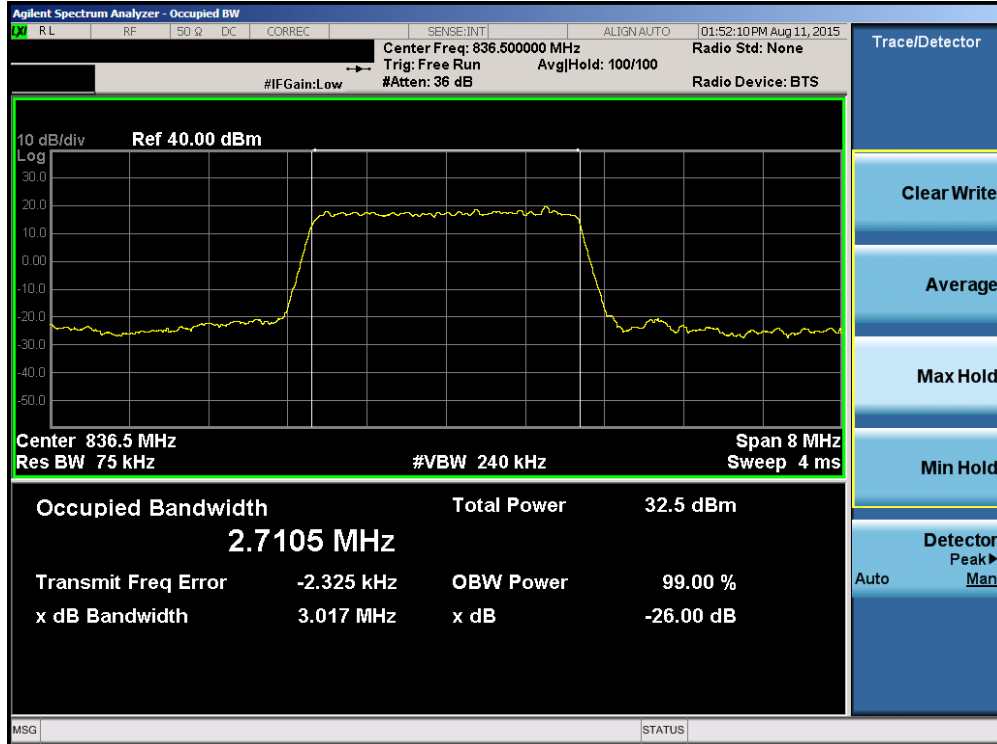 Agilent Spectrum Analyzer - Occupied BW
LXI RL RF 50 Ω DC CORREC SENSE:INT ALIGN AUTO 01:52:10 PM Aug 11, 2015
Center Freq: 836.500000 MHz Radio Std: None
Trig: Free Run Avg|Hold: 100/100
#IFGain:Low #Atten: 36 dB Radio Device: BTS
10 dB/div Ref 40.00 dBm
Log
30.0
20.0
10.0
0.00
-10.0
-20.0
-30.0
-40.0
-50.0
Center 836.5 MHz Span 8 MHz
Res BW 75 kHz #VBW 240 kHz Sweep 4 ms
Occupied Bandwidth Total Power 32.5 dBm
2.7105 MHz
Transmit Freq Error -2.325 kHz OBW Power 99.00 %
x dB Bandwidth 3.017 MHz x dB -26.00 dB
MSG STATUS
Trace/Detector
Clear Write
Average
Max Hold
Min Hold
Detector
Peak▶
Auto Man